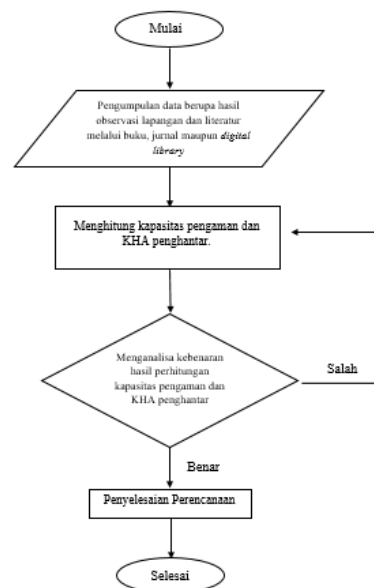 Mulai
Pengumpulan data berupa hasil
observasi lapangan dan literatur
melalui buku, jurnal maupun digital
library
Menghitung kapasitas pengaman dan
KHA penghantar.
Menganalisa kebenaran
hasil perhitungan
kapasitas pengaman dan
KHA penghantar
Salah
Benar
Penyelesaian Perencanaan
Selesai